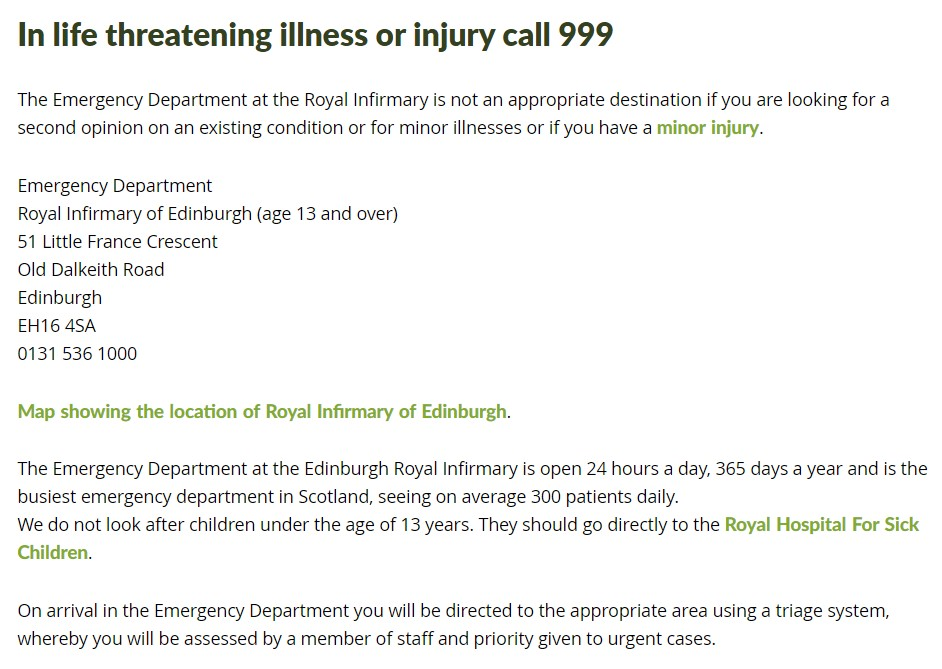 In life threatening illness or injury call 999
The Emergency Department at the Royal Infirmary is not an appropriate destination if you are looking for a
second opinion on an existing condition or for minor illnesses or if you have a minor injury.
Emergency Department
Royal Infirmary of Edinburgh (age 13 and over)
51 Little France Crescent
Old Dalkeith Road
Edinburgh
EH16 4SA
0131 536 1000
Map showing the location of Royal Infirmary of Edinburgh.
The Emergency Department at the Edinburgh Royal Infirmary is open 24 hours a day, 365 days a year and is the
busiest emergency department in Scotland, seeing on average 300 patients daily.
We do not look after children under the age of 13 years. They should go directly to the Royal Hospital For Sick
Children.
On arrival in the Emergency Department you will be directed to the appropriate area using a triage system,
whereby you will be assessed by a member of staff and priority given to urgent cases.